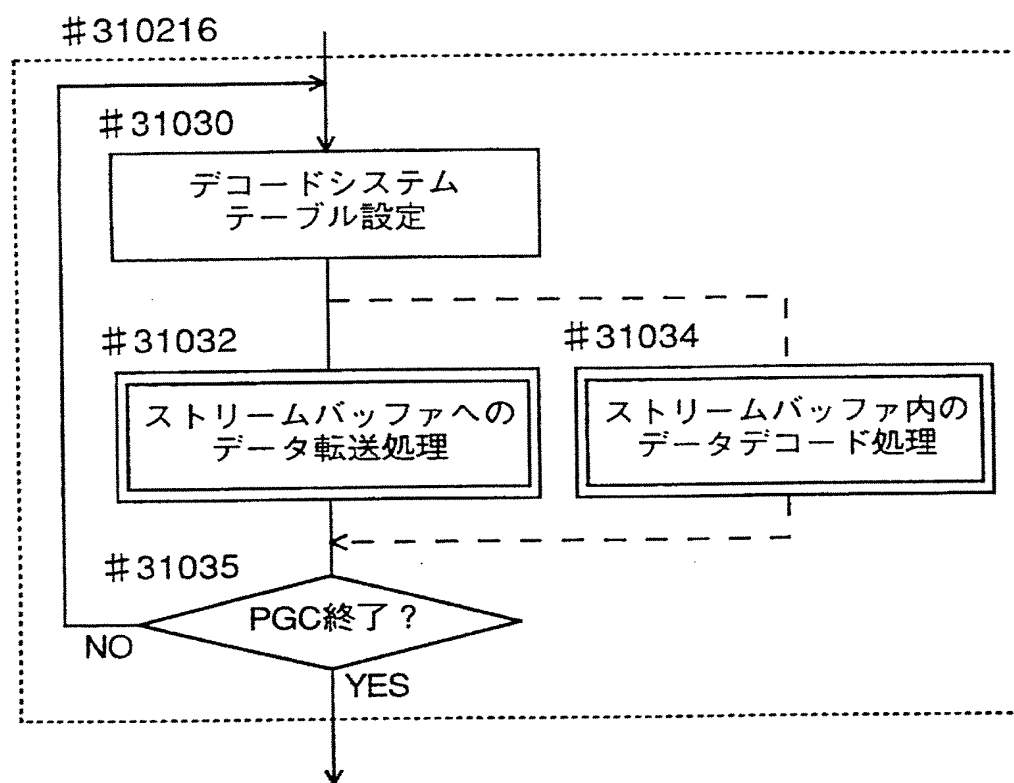 #310216
#31030
デコードシステム
テーブル設定
#31032
ストリームバッファへの
データ転送処理
#31034
ストリームバッファ内の
データデコード処理
#31035
PGC終了？
NO
YES